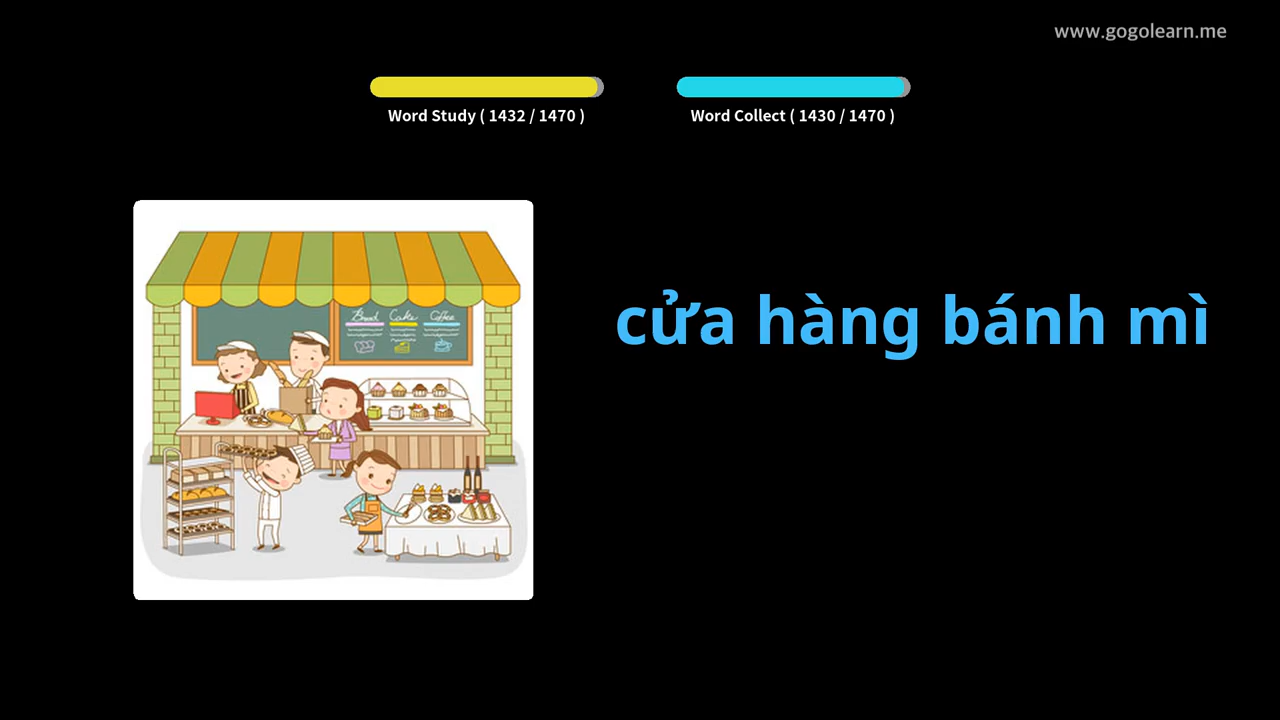 www.gogolearn.me
Word Study ( 1432 / 1470 )
Word Collect ( 1430 / 1470 )
Bread Cake Coffee
cửa hàng bánh mì